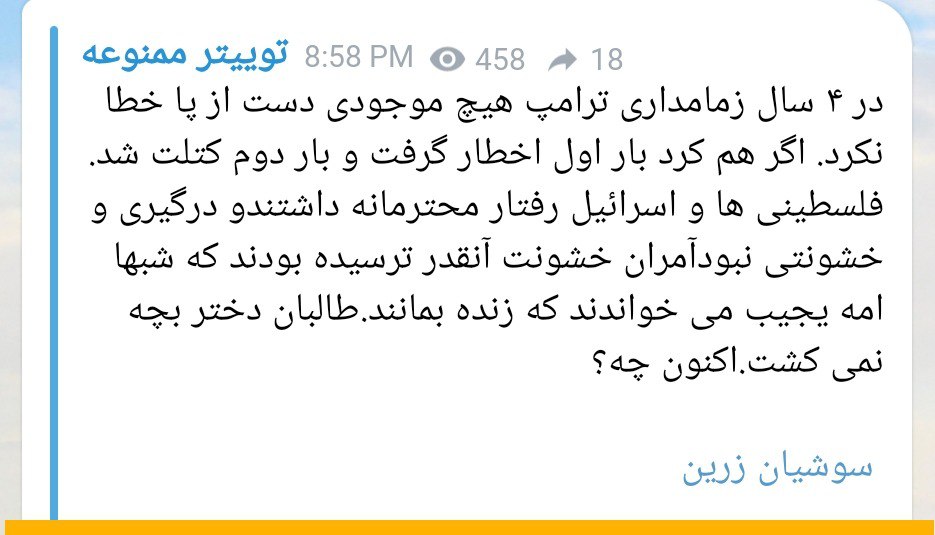 توییتر ممنوعه 8:58 PM 458 18
در ۴ سال زمامداری ترامپ هیچ موجودی دست از پا خطا
نکرد. اگر هم کرد بار اول اخطار گرفت و بار دوم کتلت شد.
فلسطینی ها و اسرائیل رفتار محترمانه داشتندو درگیری و
خشونتی نبودآمران خشونت آنقدر ترسیده بودند که شبها
امه یجیب می خواندند که زنده بمانند.طالبان دختر بچه
نمی کشت.اکنون چه؟
سوشیان زرین